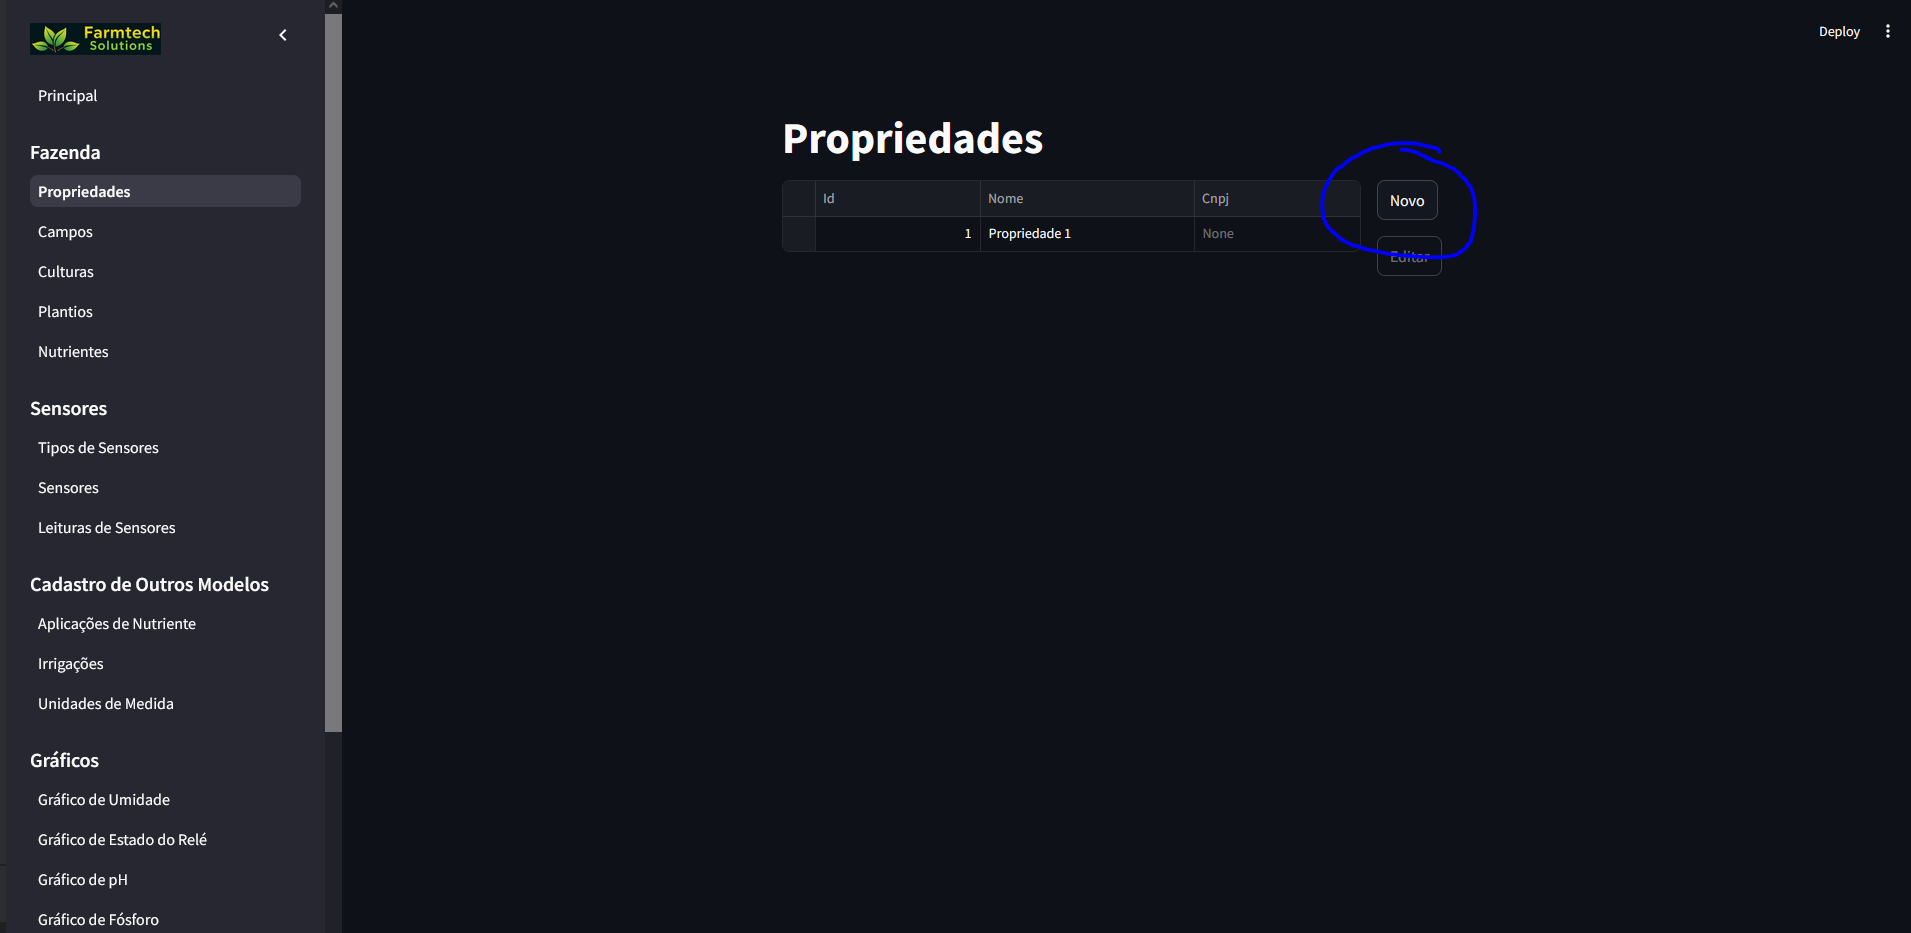 Farmtech
Solutions
Principal
Fazenda
Propriedades
Campos
Culturas
Plantios
Nutrientes
Sensores
Tipos de Sensores
Sensores
Leituras de Sensores
Cadastro de Outros Modelos
Aplicações de Nutriente
Irrigações
Unidades de Medida
Gráficos
Gráfico de Umidade
Gráfico de Estado do Relé
Gráfico de pH
Gráfico de Fósforo
Deploy
Propriedades
Id Nome Cnpj
1 Propriedade 1 None
Novo
Editar